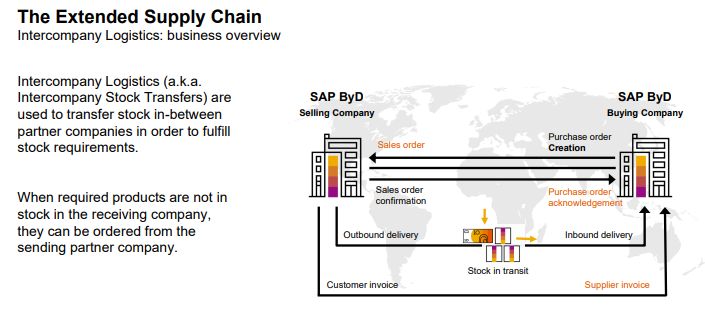 The Extended Supply Chain
Intercompany Logistics: business overview
Intercompany Logistics (a.k.a.
Intercompany Stock Transfers) are
used to transfer stock in-between
partner companies in order to fulfill
stock requirements.
When required products are not in
stock in the receiving company,
they can be ordered from the
sending partner company.
SAP ByD
Selling Company
SAP ByD
Buying Company
Sales order
Purchase order
Creation
Sales order
confirmation
Purchase order
acknowledgement
Outbound delivery
Inbound delivery
Stock in transit
Customer invoice
Supplier invoice